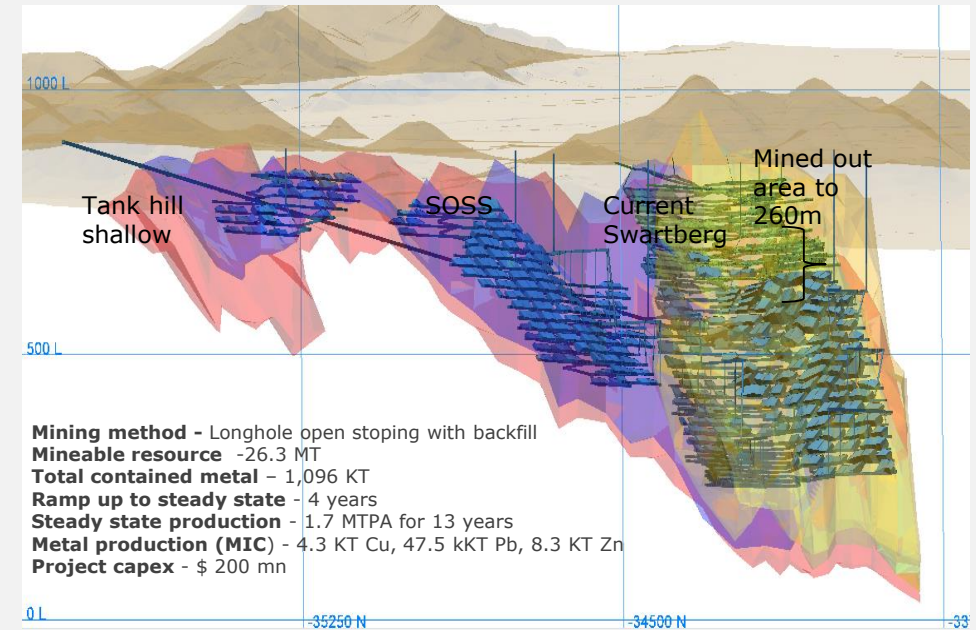 1000 L
Mined out
area to
260m
Tank hill
shallow
SOSS
Current
Swartberg
500 L
Mining method - Longhole open stoping with backfill
Mineable resource -26.3 MT
Total contained metal – 1,096 KT
Ramp up to steady state - 4 years
Steady state production - 1.7 MTPA for 13 years
Metal production (MIC) - 4.3 KT Cu, 47.5 kKT Pb, 8.3 KT Zn
Project capex - $ 200 mn
0 L
-35250 N
-34500 N
-33